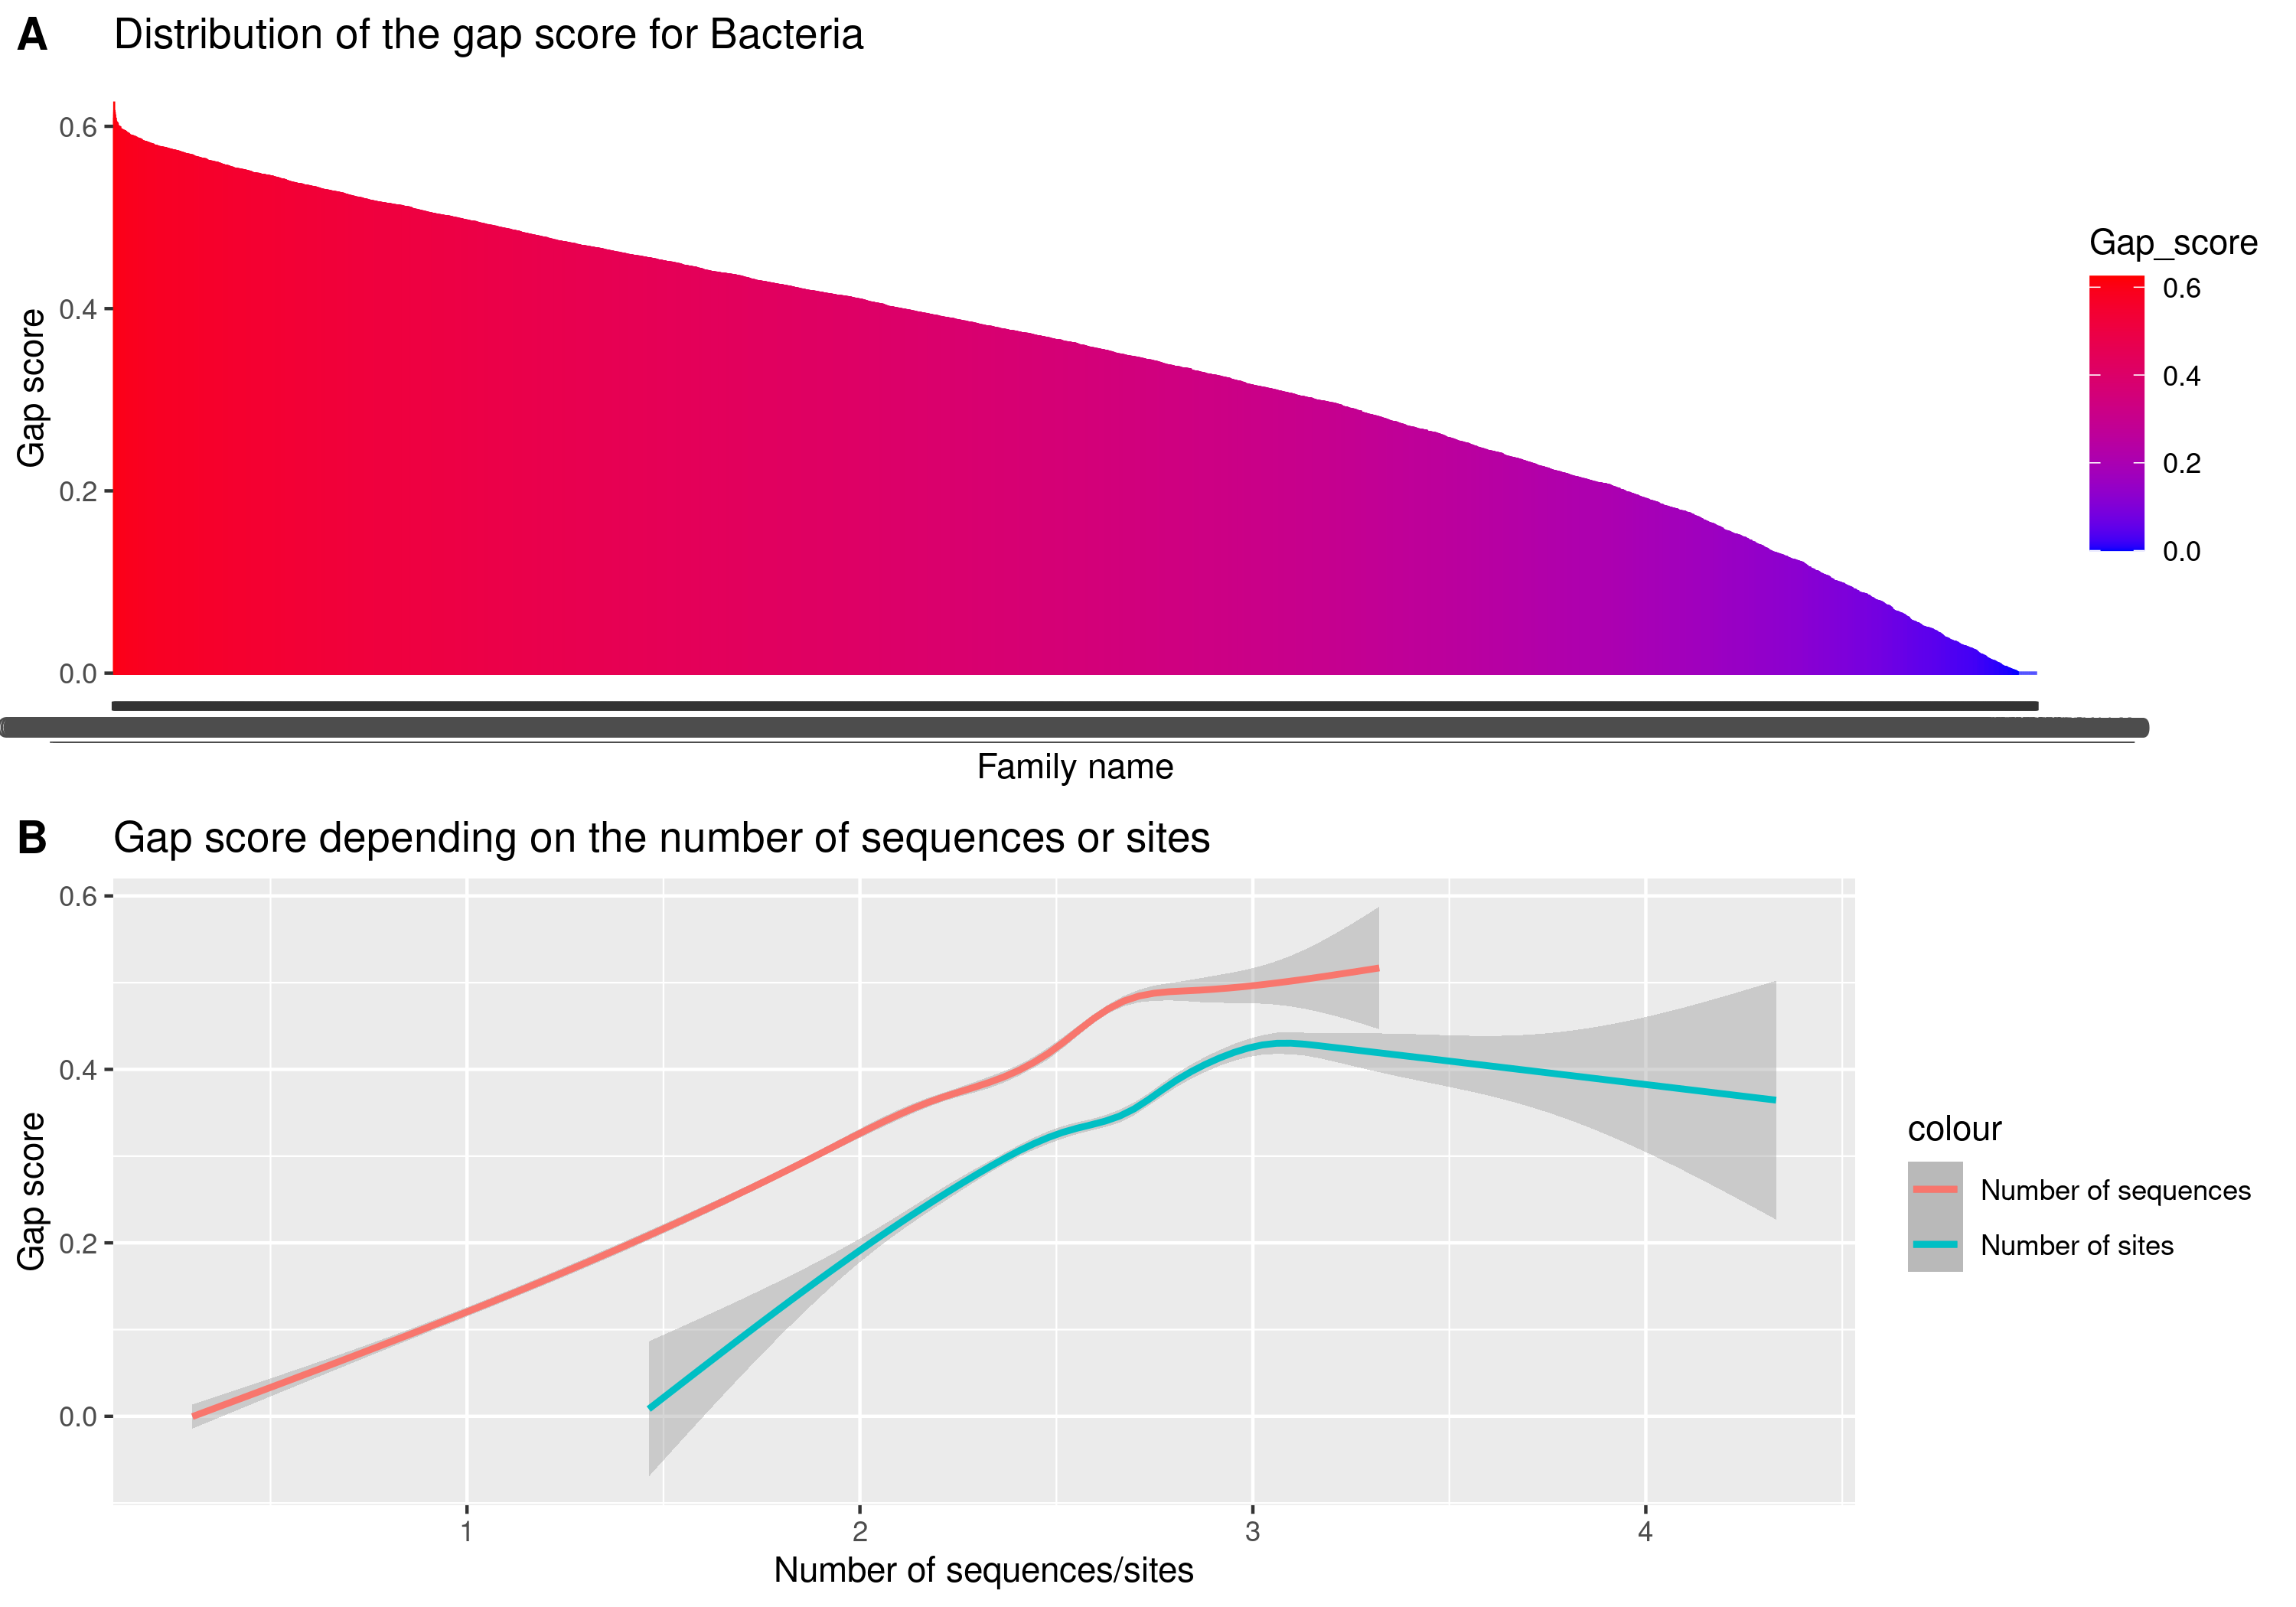 A Distribution of the gap score for Bacteria
0.6
0.4
0.2
0.0
Gap score
Family name
Gap_score
0.6
0.4
0.2
0.0
B Gap score depending on the number of sequences or sites
0.6
0.4
0.2
0.0
Gap score
1 2 3 4
Number of sequences/sites
colour
Number of sequences
Number of sites